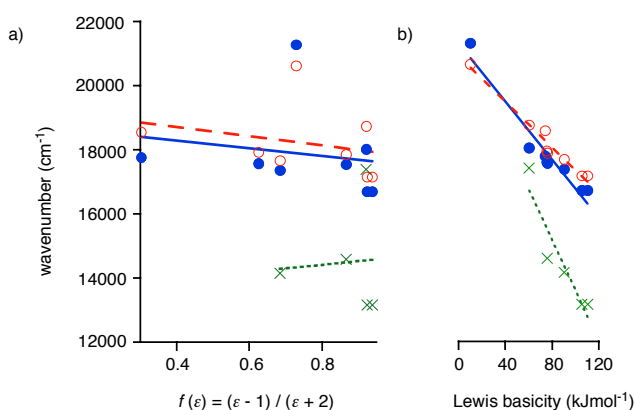 a)
b)
22000
20000
18000
16000
14000
12000
wavenumber (cm⁻¹)
0.4 0.6 0.8
0 40 80 120
f (ε) = (ε - 1) / (ε + 2)
Lewis basicity (kJmol⁻¹)